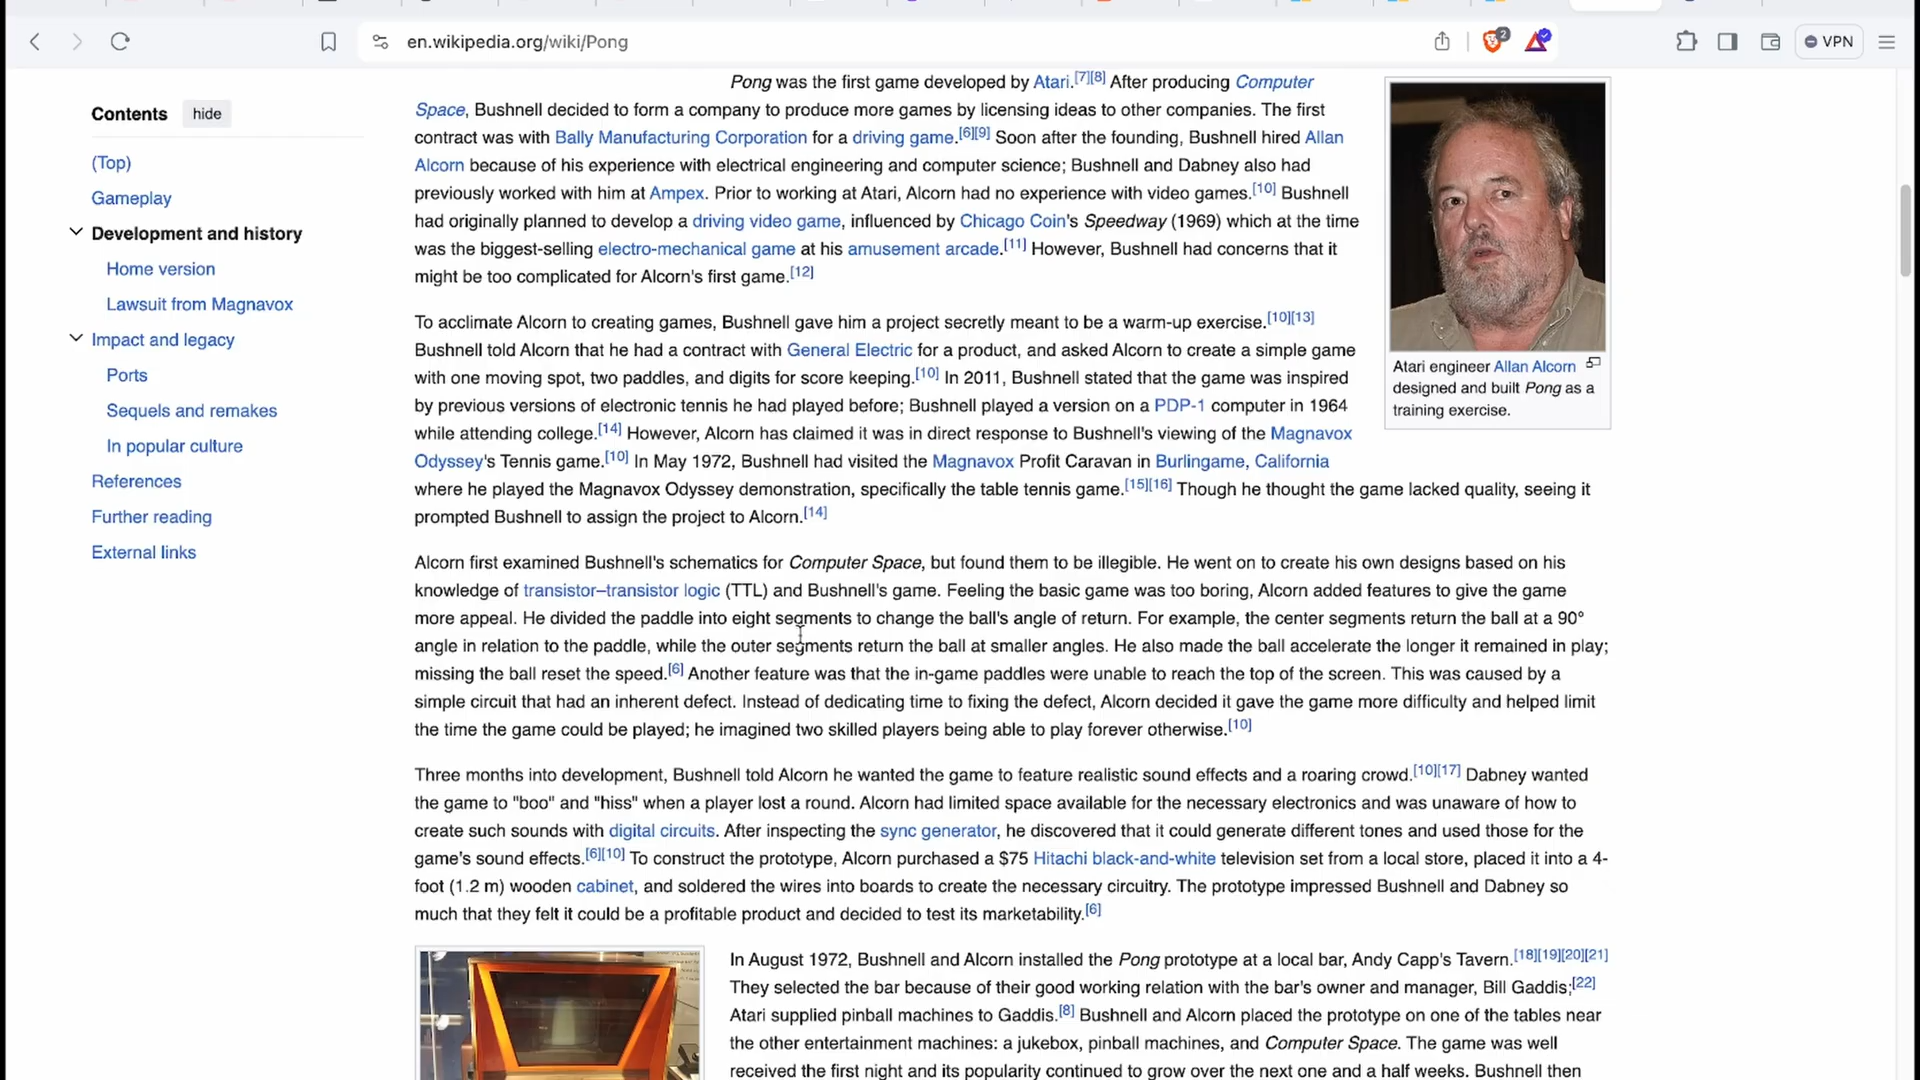 en.wikipedia.org/wiki/Pong
2
VPN
Contents hide
(Top)
Gameplay
Development and history
Home version
Lawsuit from Magnavox
Impact and legacy
Ports
Sequels and remakes
In popular culture
References
Further reading
External links
Pong was the first game developed by Atari.[7][8] After producing Computer
Space, Bushnell decided to form a company to produce more games by licensing ideas to other companies. The first
contract was with Bally Manufacturing Corporation for a driving game.[6][9] Soon after the founding, Bushnell hired Allan
Alcorn because of his experience with electrical engineering and computer science; Bushnell and Dabney also had
previously worked with him at Ampex. Prior to working at Atari, Alcorn had no experience with video games.[10] Bushnell
had originally planned to develop a driving video game, influenced by Chicago Coin's Speedway (1969) which at the time
was the biggest-selling electro-mechanical game at his amusement arcade.[11] However, Bushnell had concerns that it
might be too complicated for Alcorn's first game.[12]
Atari engineer Allan Alcorn
designed and built Pong as a
training exercise.
To acclimate Alcorn to creating games, Bushnell gave him a project secretly meant to be a warm-up exercise.[10][13]
Bushnell told Alcorn that he had a contract with General Electric for a product, and asked Alcorn to create a simple game
with one moving spot, two paddles, and digits for score keeping.[10] In 2011, Bushnell stated that the game was inspired
by previous versions of electronic tennis he had played before; Bushnell played a version on a PDP-1 computer in 1964
while attending college.[14] However, Alcorn has claimed it was in direct response to Bushnell's viewing of the Magnavox
Odyssey's Tennis game.[10] In May 1972, Bushnell had visited the Magnavox Profit Caravan in Burlingame, California
where he played the Magnavox Odyssey demonstration, specifically the table tennis game.[15][16] Though he thought the game lacked quality, seeing it
prompted Bushnell to assign the project to Alcorn.[14]
Alcorn first examined Bushnell's schematics for Computer Space, but found them to be illegible. He went on to create his own designs based on his
knowledge of transistor–transistor logic (TTL) and Bushnell's game. Feeling the basic game was too boring, Alcorn added features to give the game
more appeal. He divided the paddle into eight segments to change the ball's angle of return. For example, the center segments return the ball at a 90°
angle in relation to the paddle, while the outer segments return the ball at smaller angles. He also made the ball accelerate the longer it remained in play;
missing the ball reset the speed.[6] Another feature was that the in-game paddles were unable to reach the top of the screen. This was caused by a
simple circuit that had an inherent defect. Instead of dedicating time to fixing the defect, Alcorn decided it gave the game more difficulty and helped limit
the time the game could be played; he imagined two skilled players being able to play forever otherwise.[10]
Three months into development, Bushnell told Alcorn he wanted the game to feature realistic sound effects and a roaring crowd.[10][17] Dabney wanted
the game to "boo" and "hiss" when a player lost a round. Alcorn had limited space available for the necessary electronics and was unaware of how to
create such sounds with digital circuits. After inspecting the sync generator, he discovered that it could generate different tones and used those for the
game's sound effects.[6][10] To construct the prototype, Alcorn purchased a $75 Hitachi black-and-white television set from a local store, placed it into a 4-
foot (1.2 m) wooden cabinet, and soldered the wires into boards to create the necessary circuitry. The prototype impressed Bushnell and Dabney so
much that they felt it could be a profitable product and decided to test its marketability.[6]
In August 1972, Bushnell and Alcorn installed the Pong prototype at a local bar, Andy Capp's Tavern.[18][19][20][21]
They selected the bar because of their good working relation with the bar's owner and manager, Bill Gaddis;[22]
Atari supplied pinball machines to Gaddis.[8] Bushnell and Alcorn placed the prototype on one of the tables near
the other entertainment machines: a jukebox, pinball machines, and Computer Space. The game was well
received the first night and its popularity continued to grow over the next one and a half weeks. Bushnell then